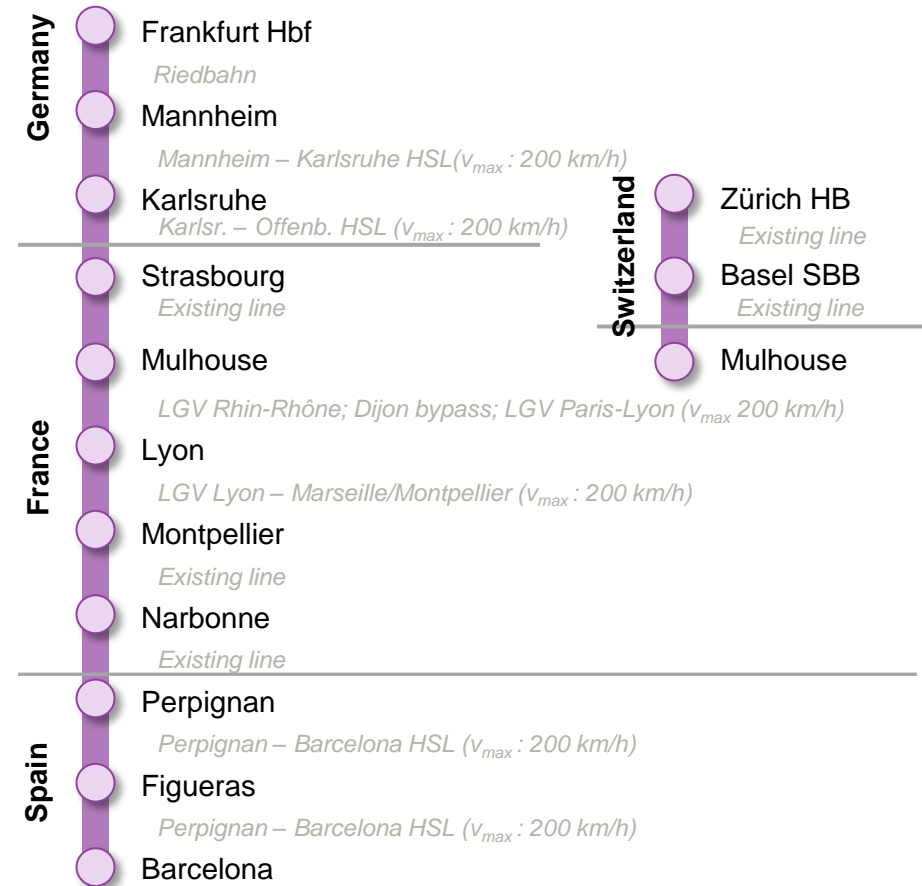 Germany
Frankfurt Hbf
Riedbahn
Mannheim
Mannheim – Karlsruhe HSL(vmax : 200 km/h)
Karlsruhe
Karlsr. – Offenb. HSL (vmax : 200 km/h)
France
Strasbourg
Existing line
Mulhouse
LGV Rhin-Rhône; Dijon bypass; LGV Paris-Lyon (vmax 200 km/h)
Lyon
LGV Lyon – Marseille/Montpellier (vmax : 200 km/h)
Montpellier
Existing line
Narbonne
Existing line
Spain
Perpignan
Perpignan – Barcelona HSL (vmax : 200 km/h)
Figueras
Perpignan – Barcelona HSL (vmax : 200 km/h)
Barcelona
Switzerland
Zürich HB
Existing line
Basel SBB
Existing line
Mulhouse